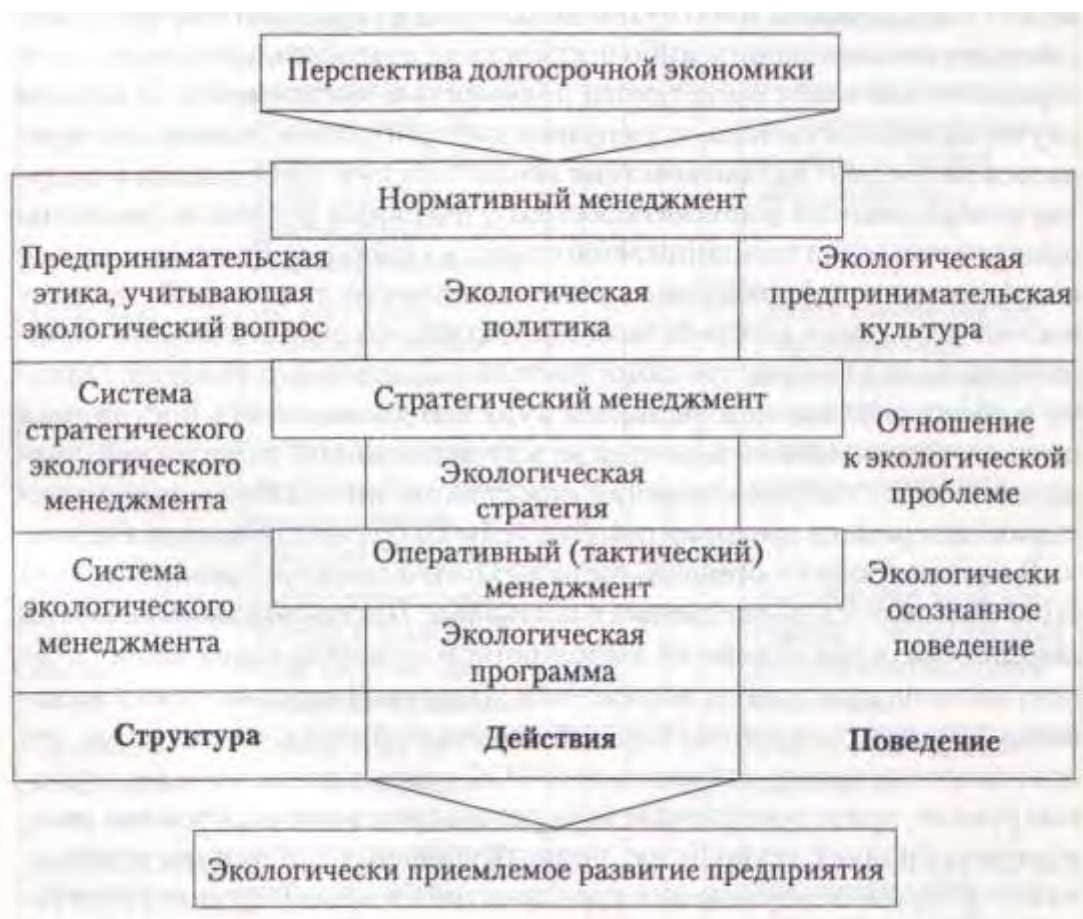 Перспектива долгосрочной экономики
Нормативный менеджмент
Предпринимательская
этика, учитывающая
экологический вопрос
Экологическая
политика
Экологическая
предпринимательская
культура
Стратегический менеджмент
Система
стратегического
экологического
менеджмента
Экологическая
стратегия
Отношение
к экологической
проблеме
Оперативный (тактический)
менеджмент
Система
экологического
менеджмента
Экологическая
программа
Экологически
осознанное
поведение
Структура
Действия
Поведение
Экологически приемлемое развитие предприятия